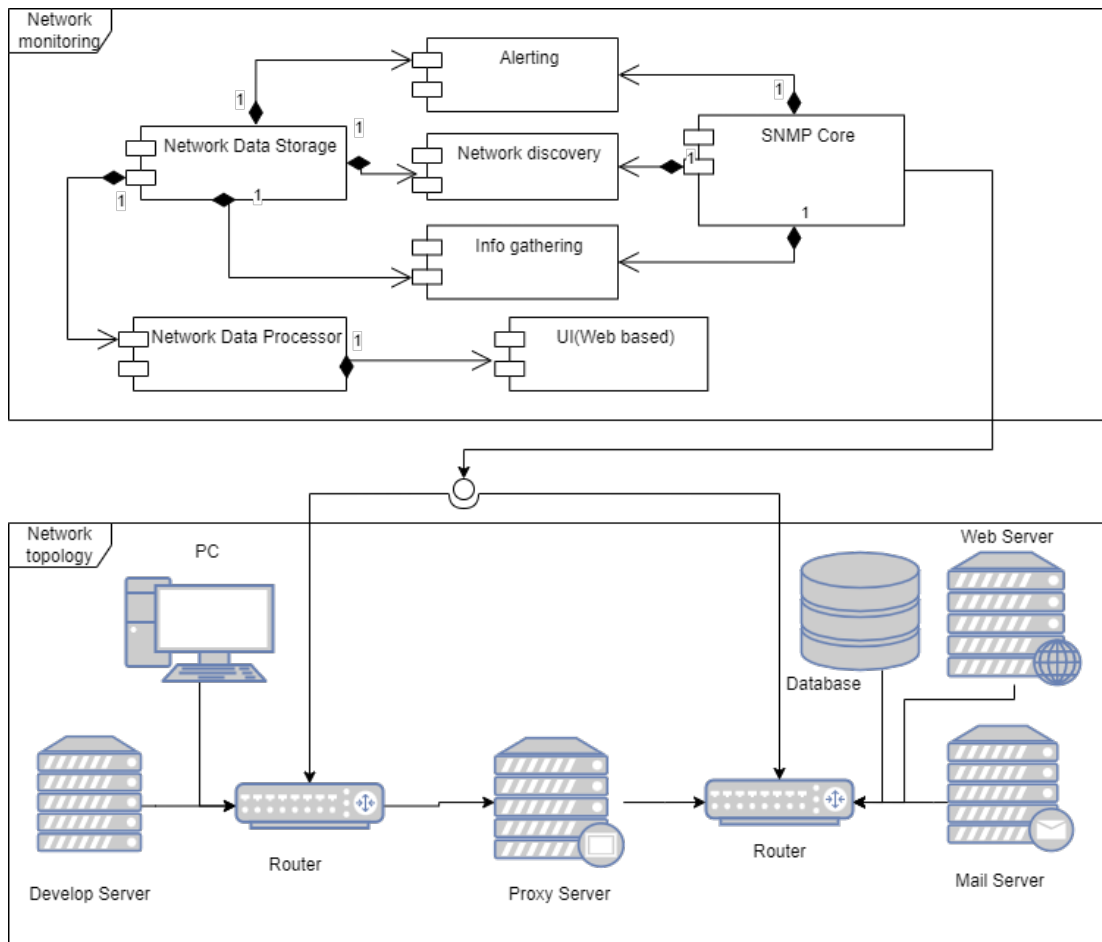 Network
monitoring
Alerting
1
1
1
Network Data Storage
1
1
1
Network discovery
1
SNMP Core
1
Info gathering
Network Data Processor
1
UI(Web based)
Network
topology
PC
Web Server
Database
Router
Router
Develop Server
Proxy Server
Mail Server